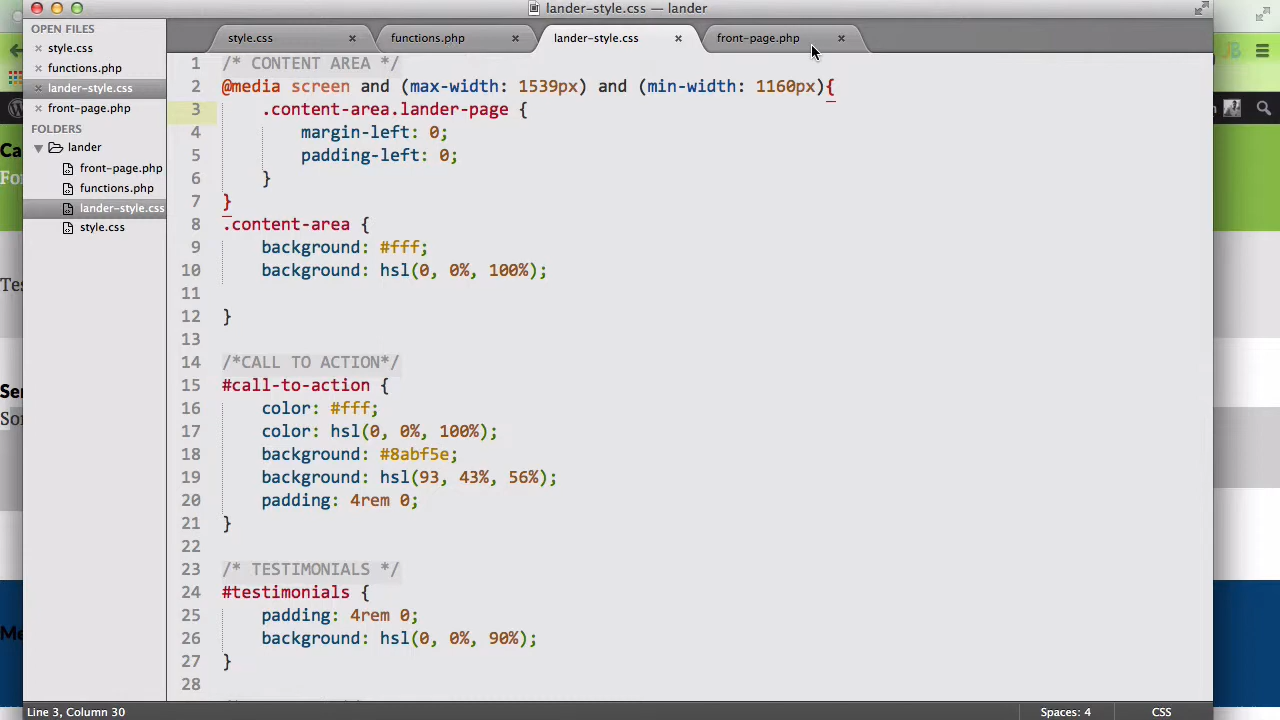 lander-style.css — lander
OPEN FILES
style.css
functions.php
lander-style.css
front-page.php
FOLDERS
lander
front-page.php
functions.php
lander-style.css
style.css
style.css
functions.php
lander-style.css
front-page.php
1 /* CONTENT AREA */
2 @media screen and (max-width: 1539px) and (min-width: 1160px){
3 .content-area.lander-page {
4 margin-left: 0;
5 padding-left: 0;
6 }
7 }
8 .content-area {
9 background: #fff;
10 background: hsl(0, 0%, 100%);
11
12 }
13
14 /*CALL TO ACTION*/
15 #call-to-action {
16 color: #fff;
17 color: hsl(0, 0%, 100%);
18 background: #8abf5e;
19 background: hsl(93, 43%, 56%);
20 padding: 4rem 0;
21 }
22
23 /* TESTIMONIALS */
24 #testimonials {
25 padding: 4rem 0;
26 background: hsl(0, 0%, 90%);
27 }
28
Line 3, Column 30
Spaces: 4
CSS